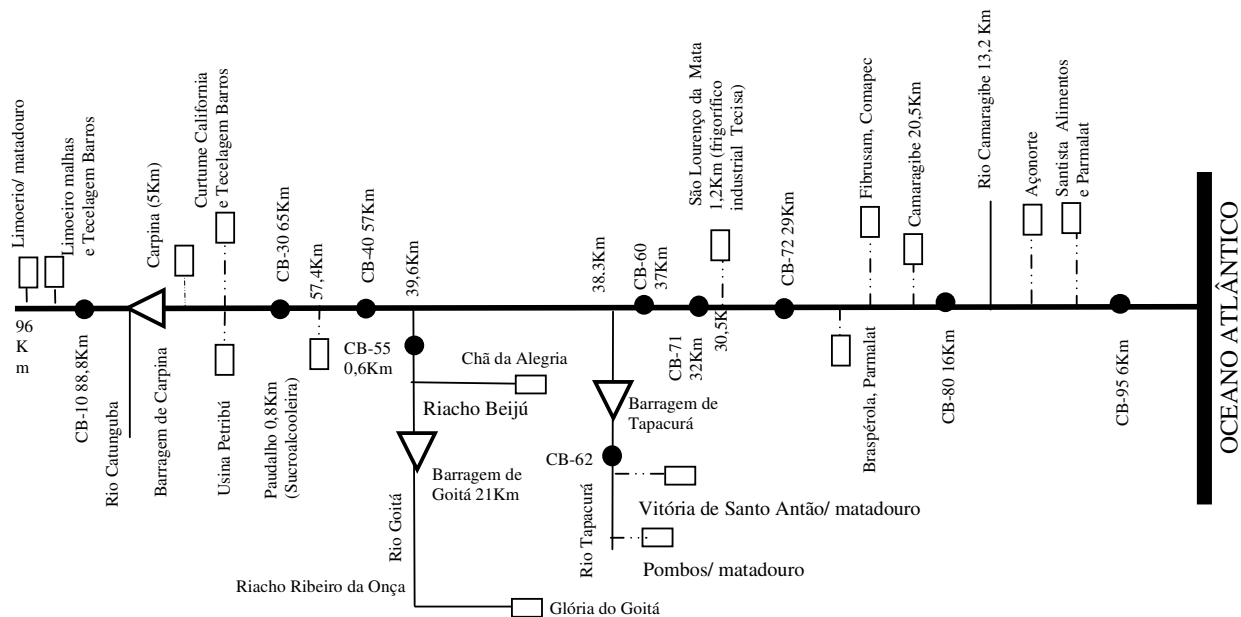 Limoerio/ matadouro
Limoeiro malhas
e Tecelagem Barros
Carpina (5Km)
Curtume California
e Tecelagem Barros
CB-30 65Km
57,4Km
CB-40 57Km
39,6Km
38.3Km
CB-60
37Km
São Lourenço da Mata
1,2Km (frigorífico
industrial Tecisa)
CB-72 29Km
Fibrusam, Comapec
Camaragibe 20,5Km
Rio Camaragibe 13,2 Km
Açonorte
Santista Alimentos
e Parmalat
OCEANO ATLÂNTICO
96
K
m
CB-10 88,8Km
Rio Catunguba
Barragem de Carpina
Usina Petribú
Paudalho 0,8Km
(Sucroalcooleira)
CB-55
0,6Km
Chã da Alegria
Riacho Beijú
Barragem de
Goitá 21Km
Rio Goitá
Riacho Ribeiro da Onça
Glória do Goitá
Barragem de
Tapacurá
CB-62
Vitória de Santo Antão/ matadouro
Rio Tapacurá
Pombos/ matadouro
CB-71
32Km
30,5K
Braspérola, Parmalat
CB-80 16Km
CB-95 6Km